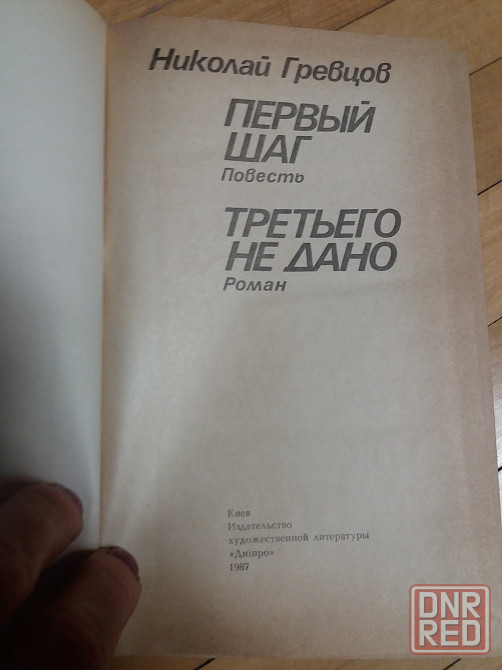 Николай Гревцов
ПЕРВЫЙ
ШАГ
Повесть
ТРЕТЬЕГО
НЕ ДАНО
Роман
Киев
Издательство
художественной литературы
«Дніпро»
1987
DNR
RED